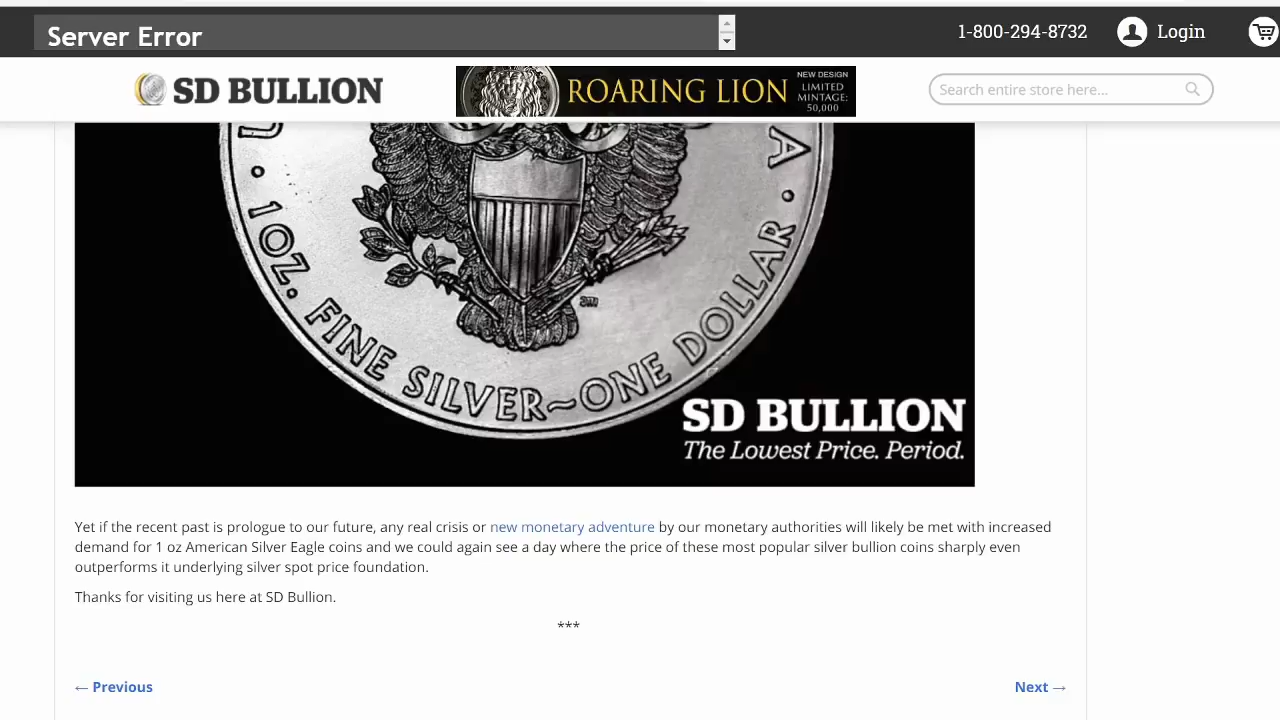 Server Error
1-800-294-8732
Login
SD BULLION
ROARING LION
NEW DESIGN
LIMITED
MINTAGE:
50,000
Search entire store here...
U
A
1 OZ. FINE SILVER~ONE DOLLAR
SD BULLION
The Lowest Price. Period.
Yet if the recent past is prologue to our future, any real crisis or new monetary adventure by our monetary authorities will likely be met with increased
demand for 1 oz American Silver Eagle coins and we could again see a day where the price of these most popular silver bullion coins sharply even
outperforms it underlying silver spot price foundation.
Thanks for visiting us here at SD Bullion.
***
← Previous
Next →